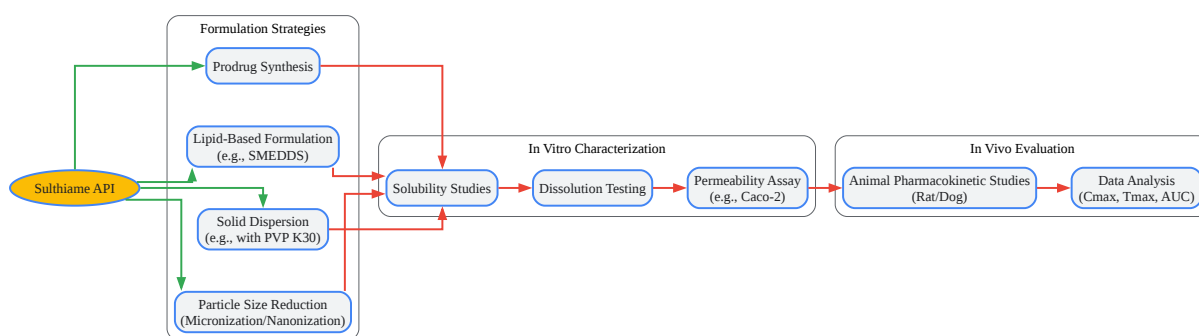 Formulation Strategies
Prodrug Synthesis
Lipid-Based Formulation
(e.g., SMEDDS)
Sulthiame API
Solid Dispersion
(e.g., with PVP K30)
Particle Size Reduction
(Micronization/Nanonization)
In Vitro Characterization
Solubility Studies
Dissolution Testing
Permeability Assay
(e.g., Caco-2)
In Vivo Evaluation
Animal Pharmacokinetic Studies
(Rat/Dog)
Data Analysis
(Cmax, Tmax, AUC)